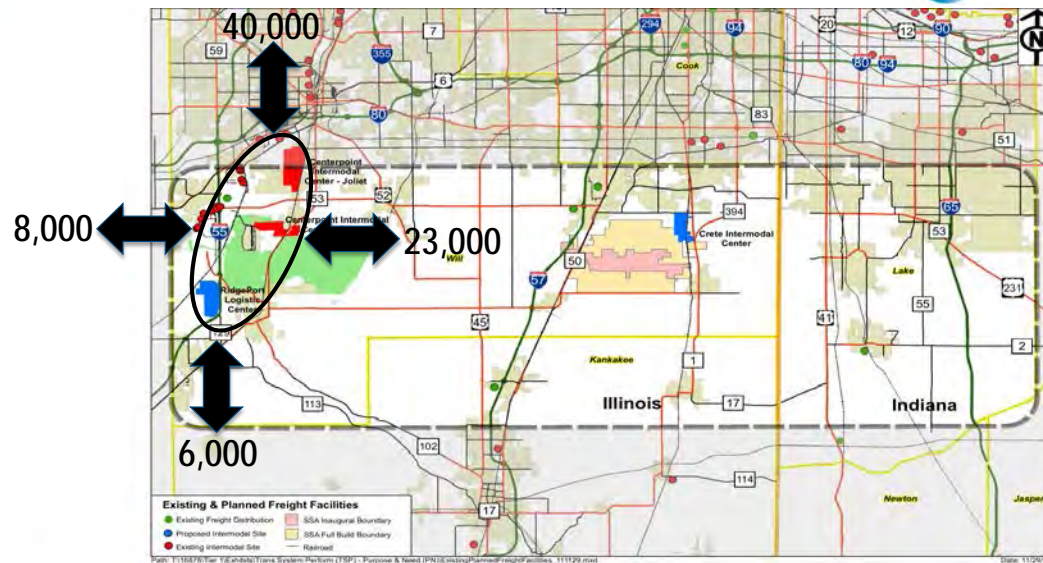 40,000
294
94
20
12
90
N
59
7
355
Cook
80
94
6
80
83
51
Centerpoint
Intermodal
Center - Joliet
53
52
394
65
8,000
55
Centerpoint Intermodal
23,000
Crete Intermodal
Center
53
Will
50
Lake
57
231
RidgePort
Logistic
Center
55
129
45
41
2
Kankakee
1
6,000
113
17
Illinois
Indiana
102
114
17
Newton
Jasper
Existing & Planned Freight Facilities
Existing Freight Distribution
SSA Inaugural Boundary
Proposed Intermodal Site
SSA Full Build Boundary
Existing Intermodal Site
Railroad